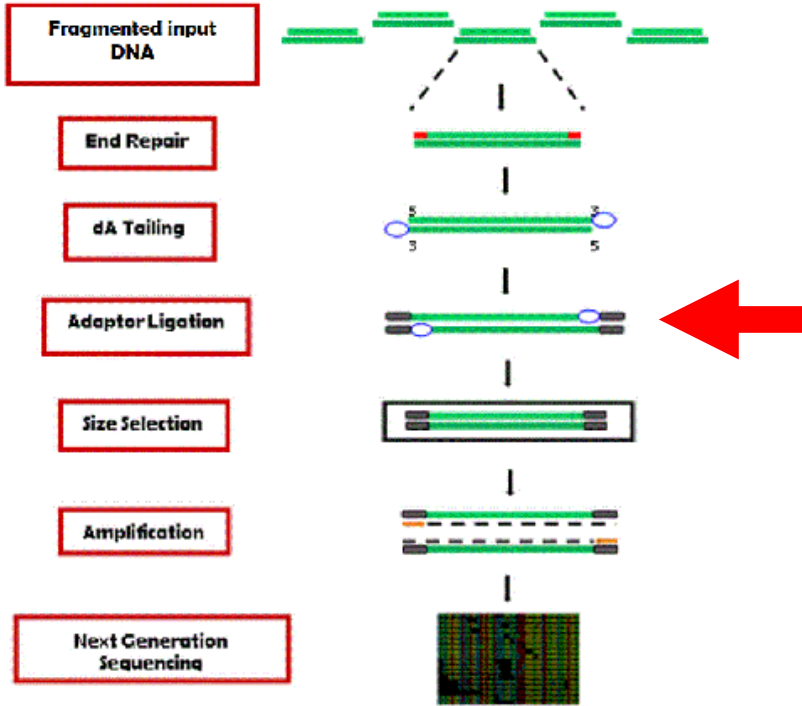 Fragmented input
DNA
End Repair
dA Tailing
5 3
3 5
Adaptor Ligation
Size Selection
Amplification
Next Generation
Sequencing